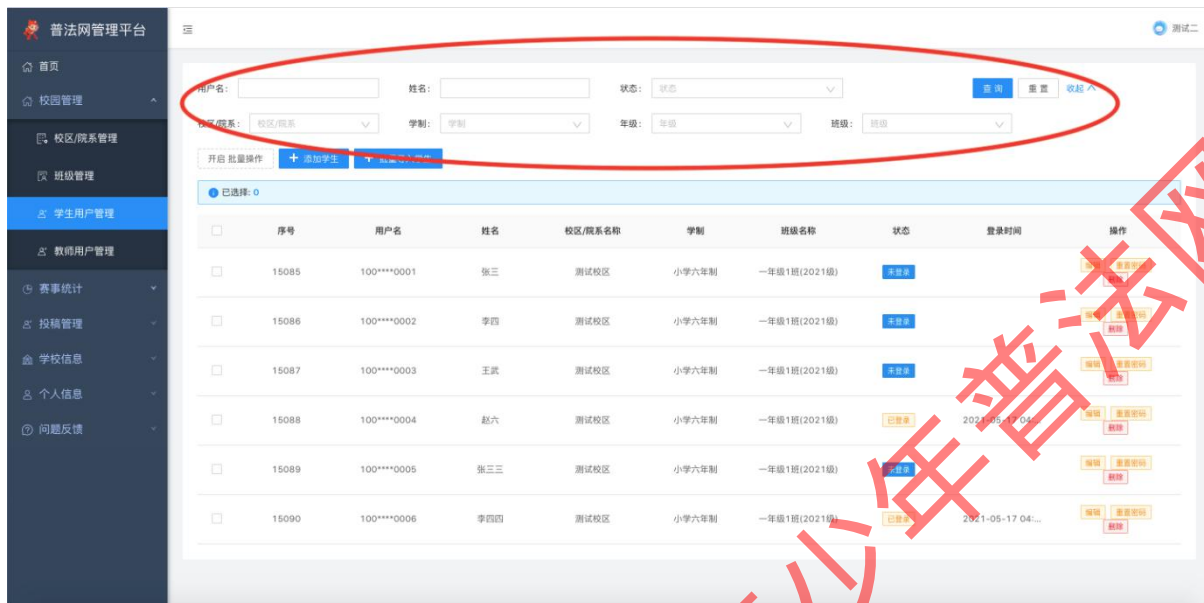 普法网管理平台
测试二
首页
校园管理
校区/院系管理
班级管理
学生用户管理
教师用户管理
赛事统计
投稿管理
学校信息
个人信息
问题反馈
用户名: 姓名: 状态: 状态 查 询 重 置 收起
校区/院系: 校区/院系 学制: 学制 年级: 年级 班级: 班级
开启 批量操作 添加学生
已选择: 0
序号 用户名 姓名 校区/院系名称 学制 班级名称 状态 登录时间 操作
15085 100****0001 张三 测试校区 小学六年制 一年级1班(2021级) 未登录 编辑 重置密码
删除
15086 100****0002 李四 测试校区 小学六年制 一年级1班(2021级) 未登录 编辑 重置密码
删除
15087 100****0003 王武 测试校区 小学六年制 一年级1班(2021级) 未登录 编辑 重置密码
删除
15088 100****0004 赵六 测试校区 小学六年制 一年级1班(2021级) 已登录 2021-05-17 04:... 编辑 重置密码
删除
15089 100****0005 张三三 测试校区 小学六年制 一年级1班(2021级) 未登录 编辑 重置密码
删除
15090 100****0006 李四四 测试校区 小学六年制 一年级1班(2021级) 已登录 2021-05-17 04:... 编辑 重置密码
删除
少年普法网